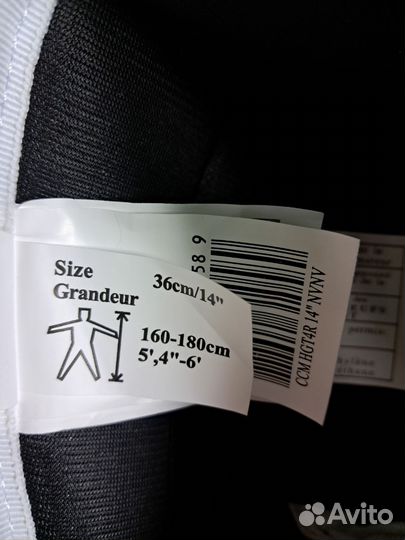 Size
Grandeur
36cm/14"
160-180cm
5',4"-6'
58 9
CCM HGT4R 14" NVNV
Avito